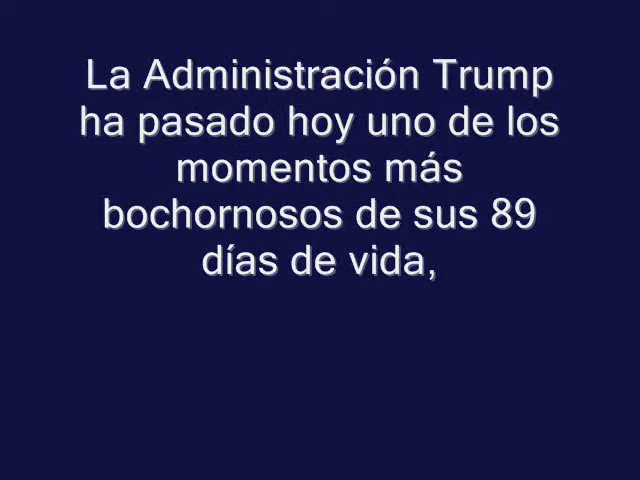 La Administración Trump
ha pasado hoy uno de los
momentos más
bochornosos de sus 89
días de vida,